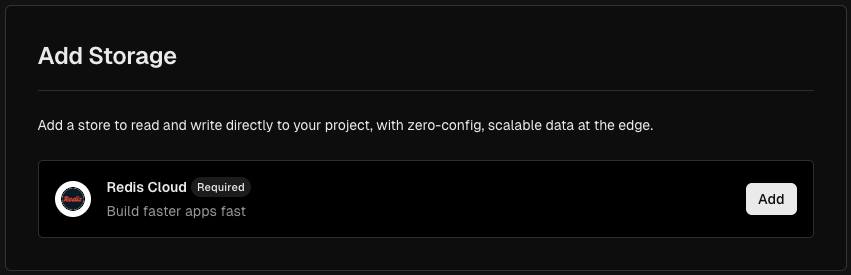 Add Storage
Add a store to read and write directly to your project, with zero-config, scalable data at the edge.
Redis
Redis Cloud Required
Build faster apps fast
Add